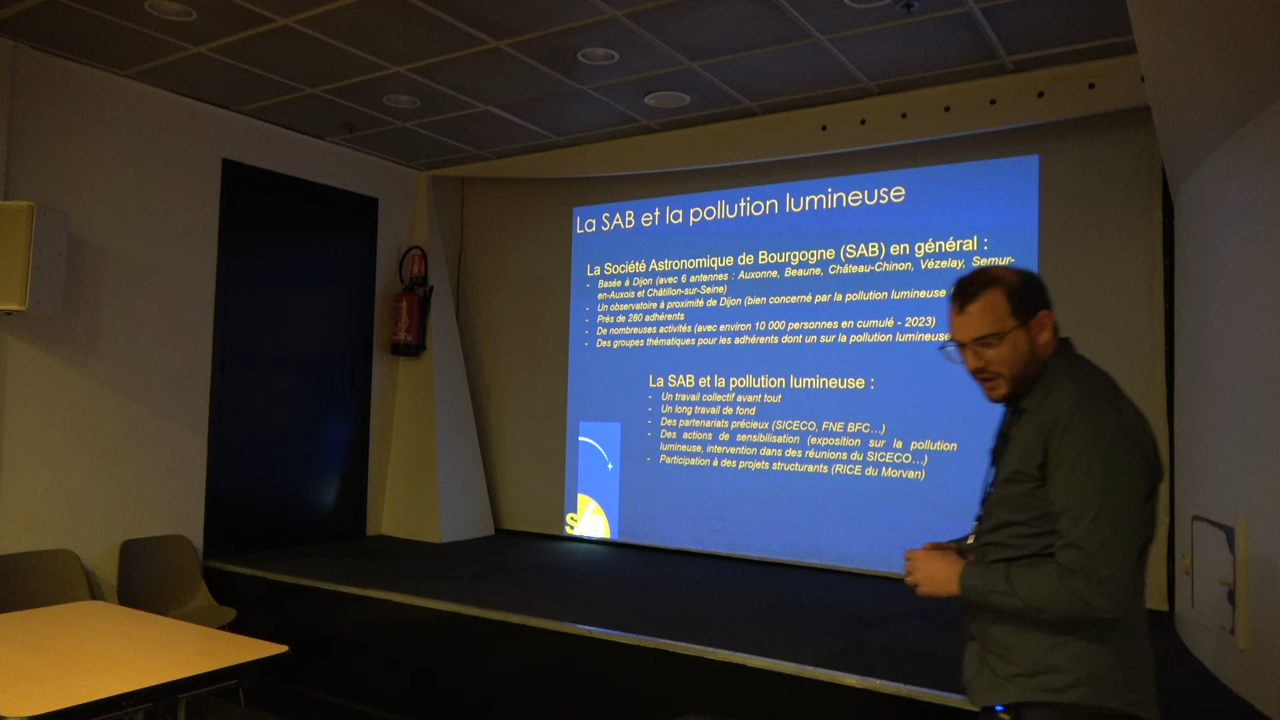 La SAB et la pollution lumineuse
La Société Astronomique de Bourgogne (SAB) en général :
- Basée à Dijon (avec 6 antennes : Auxonne, Beaune, Château-Chinon, Vézelay, Semur-
en-Auxois et Châtillon-sur-Seine)
- Un observatoire à proximité de Dijon (bien concerné par la pollution lumineuse
- Près de 280 adhérents
- De nombreuses activités (avec environ 10 000 personnes en cumulé - 2023)
- Des groupes thématiques pour les adhérents dont un sur la pollution lumineuse
La SAB et la pollution lumineuse :
- Un travail collectif avant tout
- Un long travail de fond
- Des partenariats précieux (SICECO, FNE BFC…)
- Des actions de sensibilisation (exposition sur la pollution
lumineuse, intervention dans des réunions du SICECO…)
- Participation à des projets structurants (RICE du Morvan)